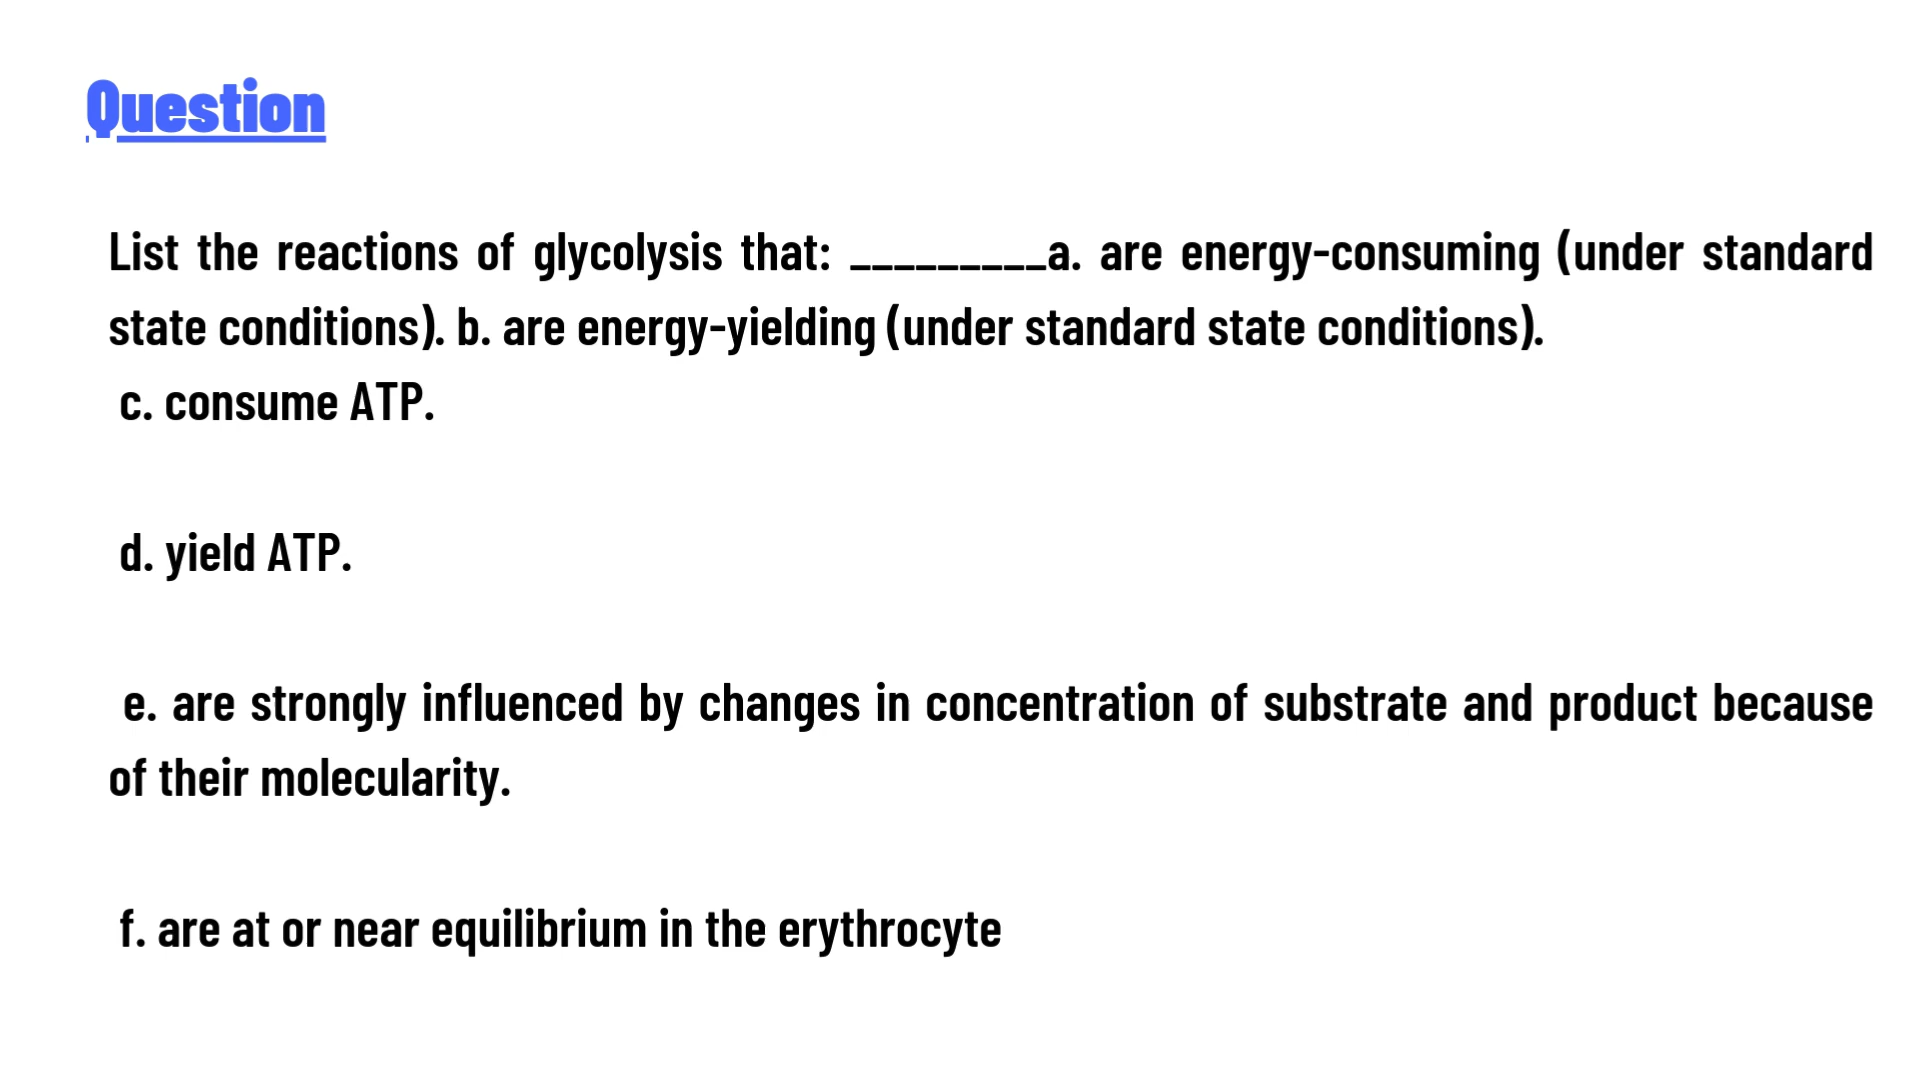 Question
List the reactions of glycolysis that: _________a. are energy-consuming (under standard
state conditions). b. are energy-yielding (under standard state conditions).
c. consume ATP.
d. yield ATP.
e. are strongly influenced by changes in concentration of substrate and product because
of their molecularity.
f. are at or near equilibrium in the erythrocyte